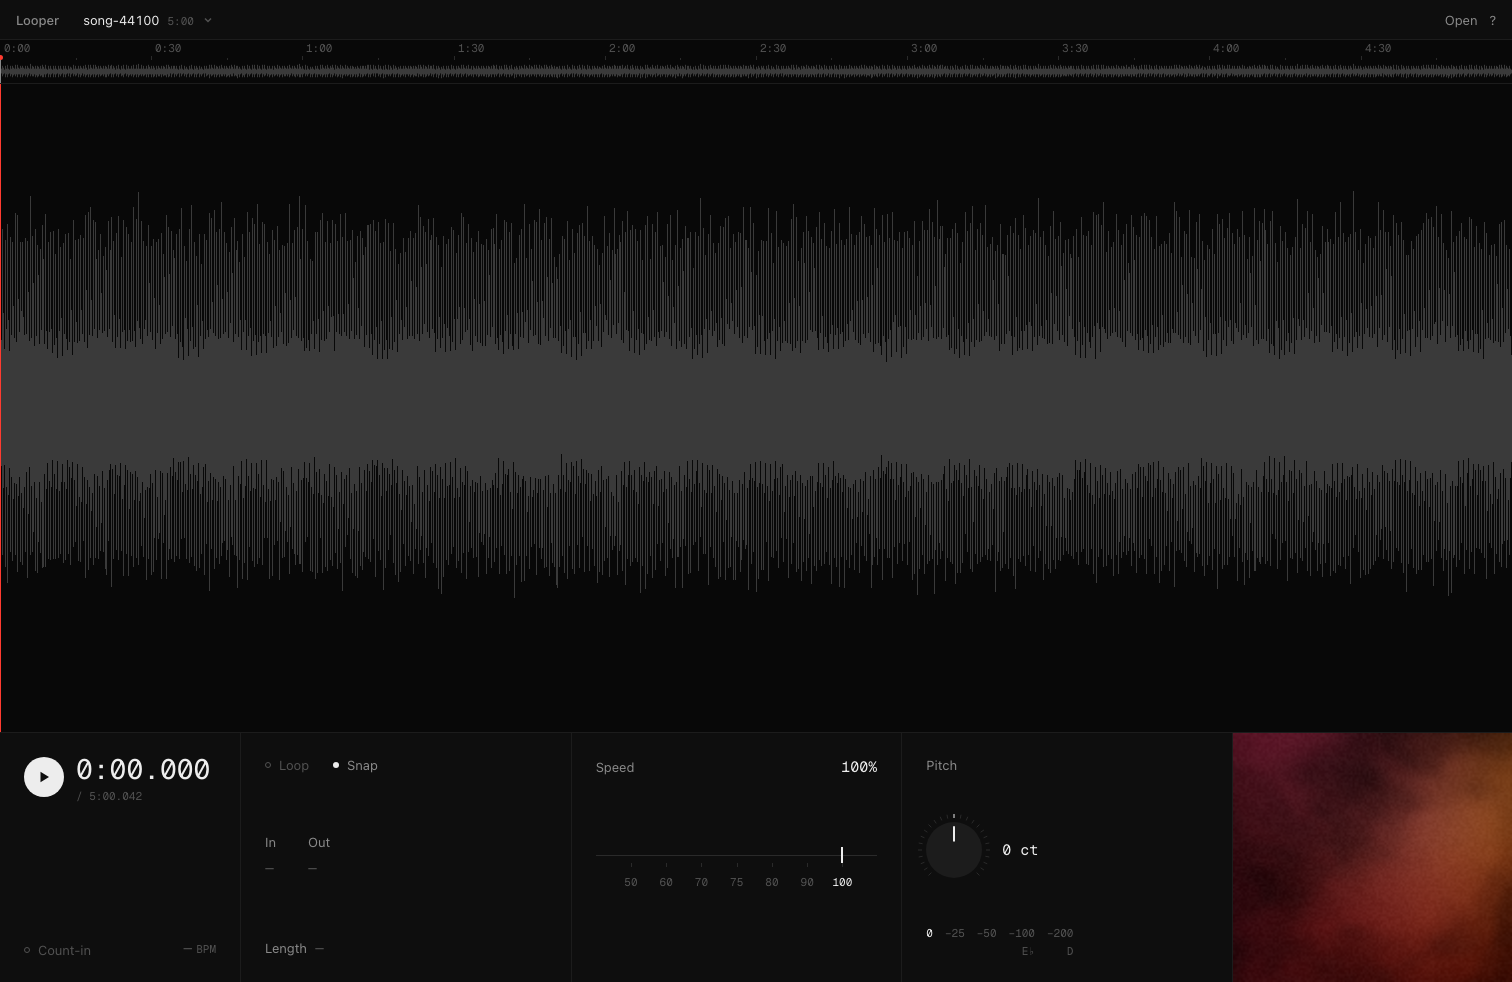 Looper song-44100 5:00 Open ?
0:00 0:30 1:00 1:30 2:00 2:30 3:00 3:30 4:00 4:30
0:00.000
/ 5:00.042
Count-in — BPM
Loop Snap
In Out
— —
Length —
Speed 100%
50 60 70 75 80 90 100
Pitch
0 ct
0 −25 −50 −100 −200
E♭ D